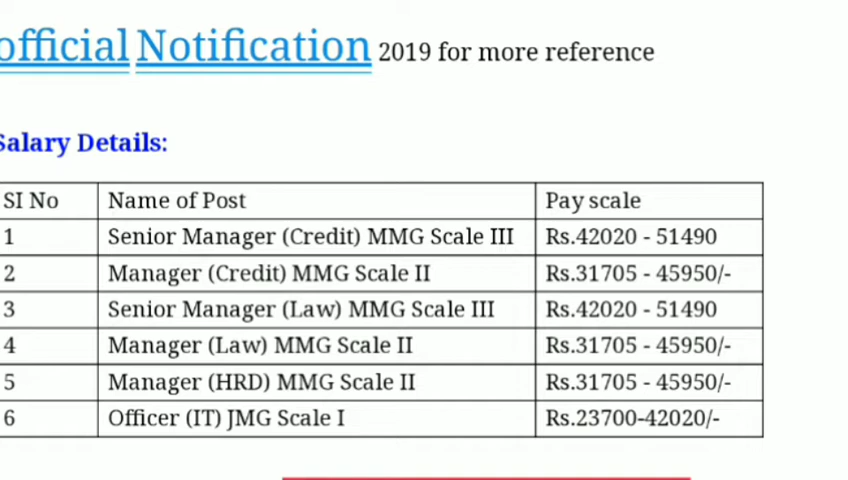 official Notification 2019 for more reference
Salary Details:
SI No Name of Post Pay scale
1 Senior Manager (Credit) MMG Scale III Rs.42020 - 51490
2 Manager (Credit) MMG Scale II Rs.31705 - 45950/-
3 Senior Manager (Law) MMG Scale III Rs.42020 - 51490
4 Manager (Law) MMG Scale II Rs.31705 - 45950/-
5 Manager (HRD) MMG Scale II Rs.31705 - 45950/-
6 Officer (IT) JMG Scale I Rs.23700-42020/-